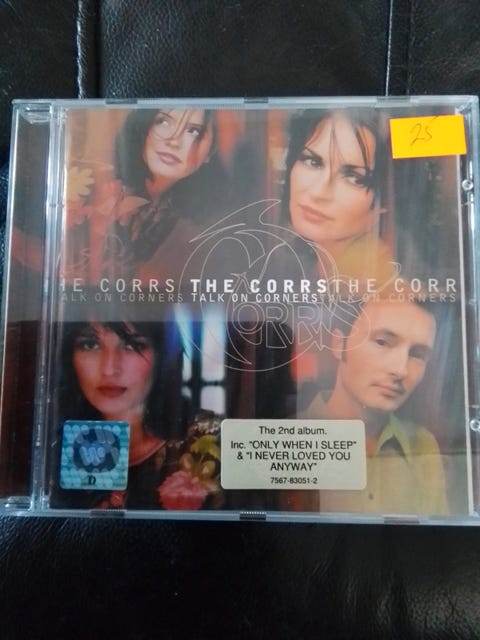 25
HE CORRS THE CORRS THE CORR
TALK ON CORNERS TALK ON CORNERS TALK ON CORNERS
CORRS
The 2nd album.
Inc. "ONLY WHEN I SLEEP"
& "I NEVER LOVED YOU
ANYWAY"
7567-83051-2
D